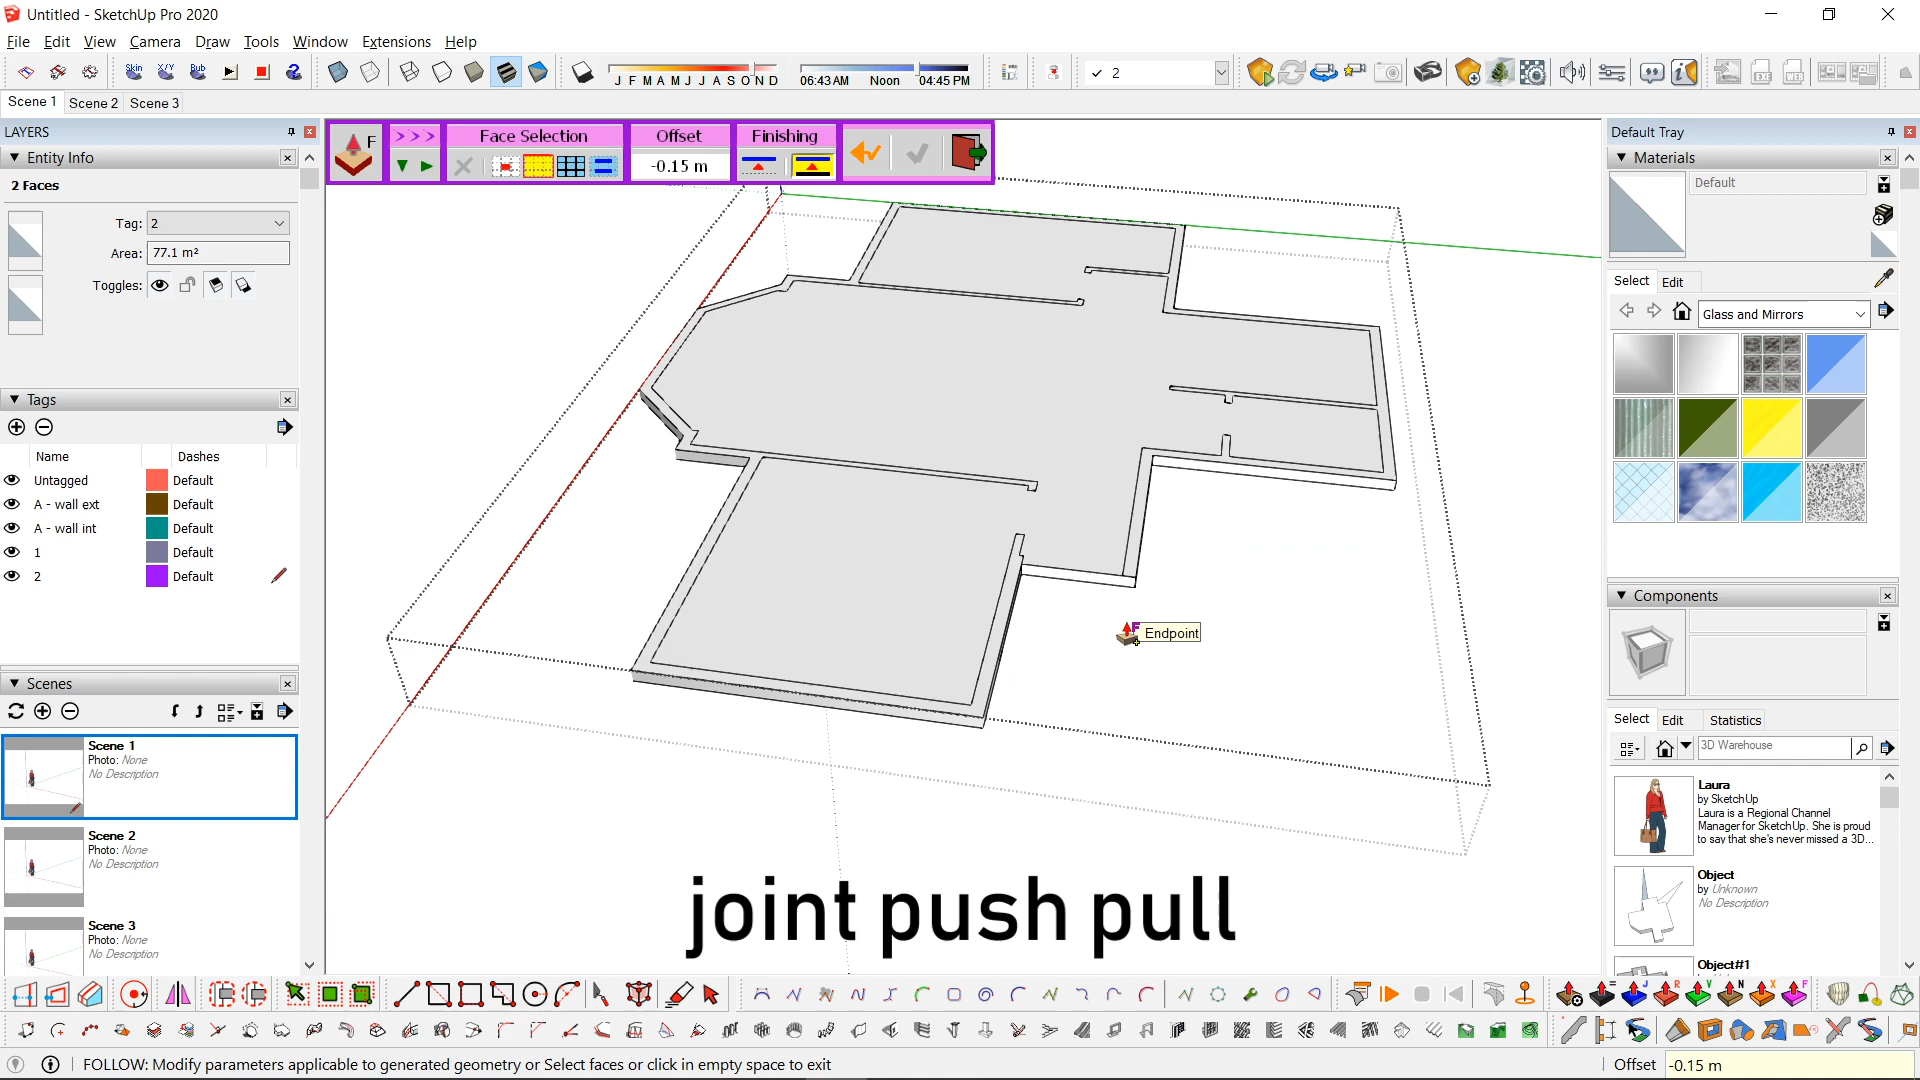 Untitled - SketchUp Pro 2020
File Edit View Camera Draw Tools Window Extensions Help
Skin X/Y Bub
J F M A M J J A S O N D
06:43 AM Noon 04:45 PM
2
Scene 1 Scene 2 Scene 3
LAYERS
Entity Info
2 Faces
Tag: 2
Area: 77.1 m²
Toggles:
Tags
Name Dashes
Untagged Default
A - wall ext Default
A - wall int Default
1 Default
2 Default
Scenes
Scene 1
Photo: None
No Description
Scene 2
Photo: None
No Description
Scene 3
Photo: None
No Description
F
>>> Face Selection Offset Finishing
-0.15 m
Endpoint
joint push pull
Default Tray
Materials
Default
Select Edit
Glass and Mirrors
Components
Select Edit Statistics
3D Warehouse
Laura
by SketchUp
Laura is a Regional Channel
Manager for SketchUp. She is proud
to say that she's never missed a 3D...
Object
by Unknown
No Description
Object#1
FOLLOW: Modify parameters applicable to generated geometry or Select faces or click in empty space to exit
Offset -0.15 m